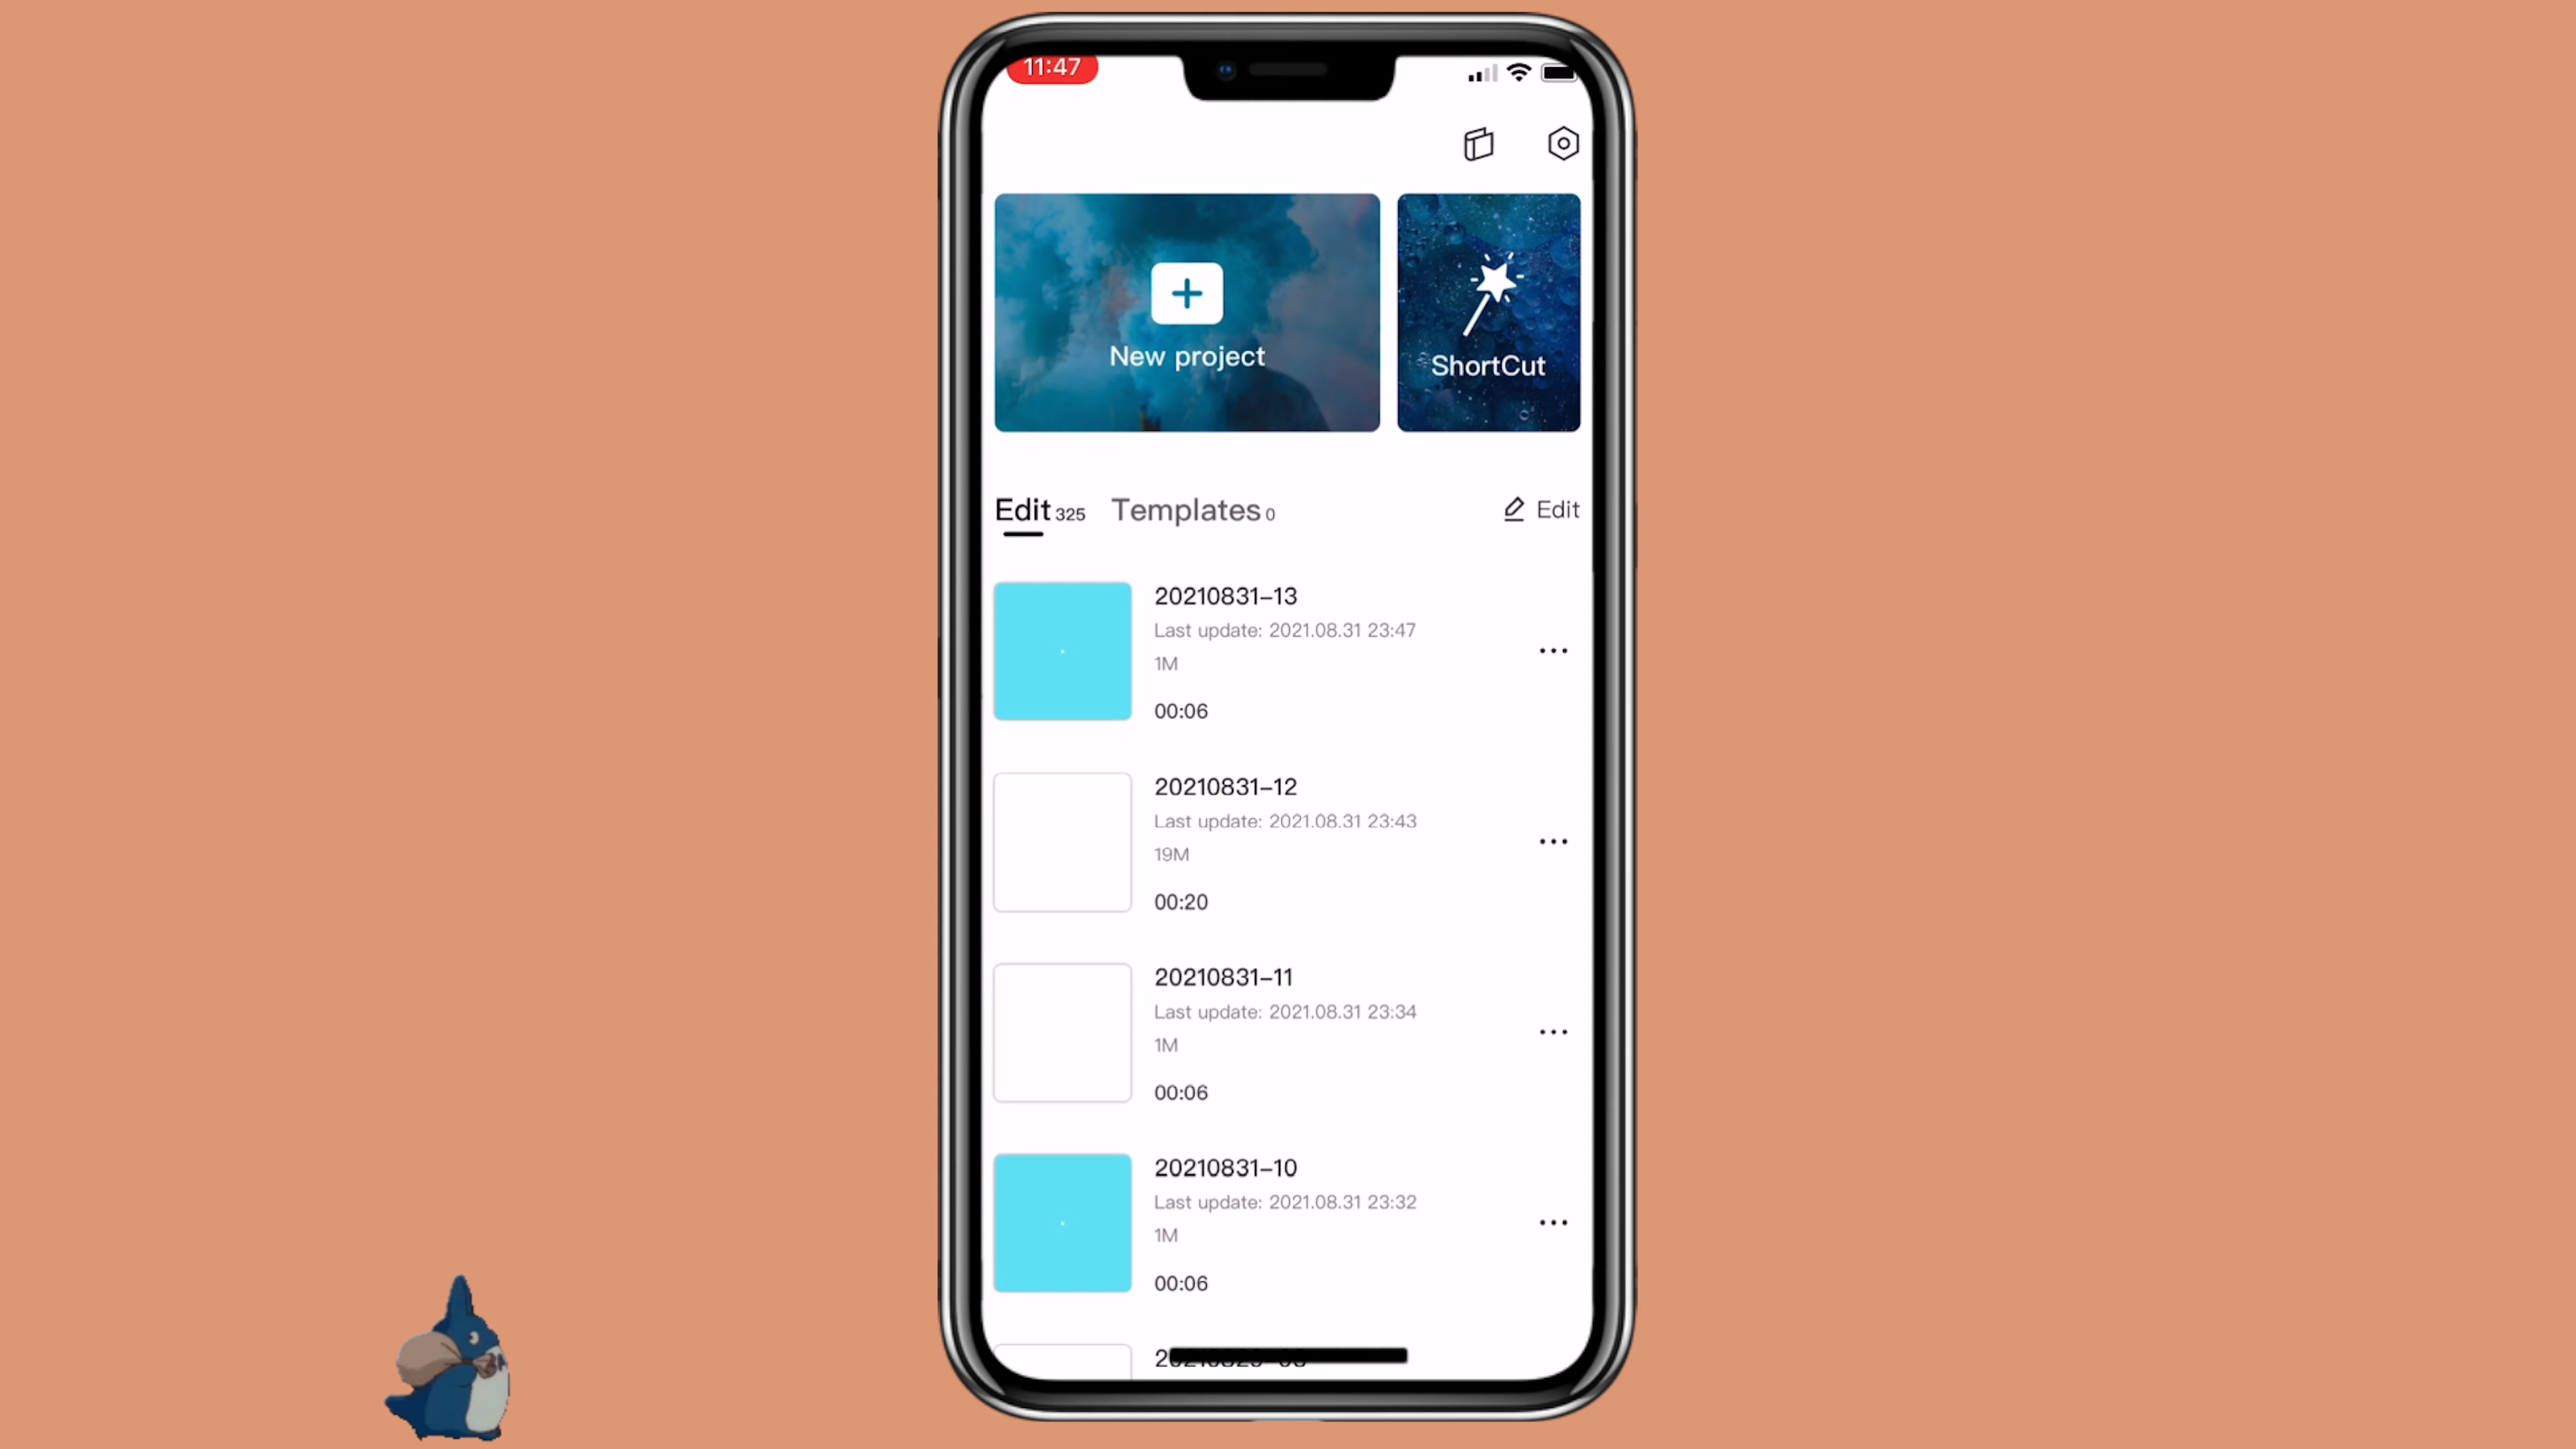 11:47
New project
ShortCut
Edit 325
Templates 0
Edit
20210831-13
Last update: 2021.08.31 23:47
1M
00:06
20210831-12
Last update: 2021.08.31 23:43
19M
00:20
20210831-11
Last update: 2021.08.31 23:34
1M
00:06
20210831-10
Last update: 2021.08.31 23:32
1M
00:06